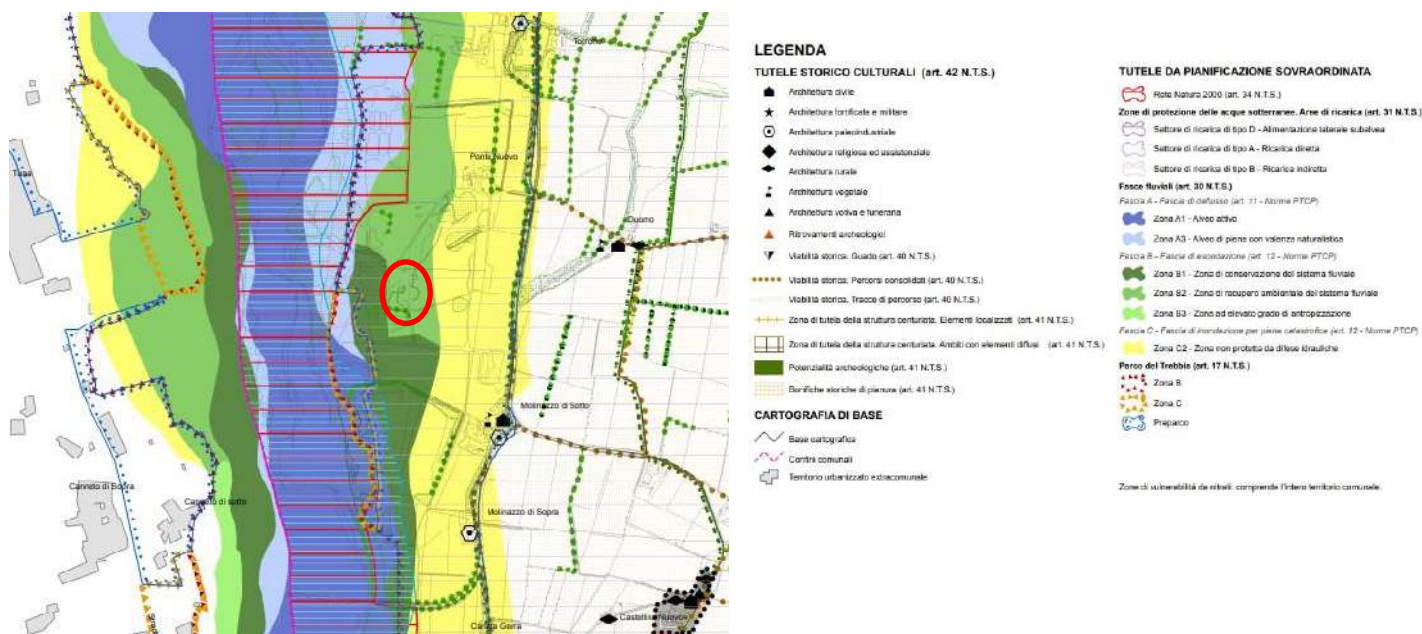 Torrono
Tuna
Ponte Nuovo
Duomo
Molinazzo di Sotto
Canneto di Sopra
Canneto di sotto
Molinazzo di Sopra
Castelletto Nuovo
LEGENDA
TUTELE STORICO CULTURALI (art. 42 N.T.S.)
Architettura civile
Architettura fortificata e militare
Architettura paleoindustriale
Architettura religiosa ed assistenziale
Architettura rurale
Architettura vegetale
Architettura votiva e funeraria
Ritrovamenti archeologici
Viabilità storica. Guado (art. 40 N.T.S.)
Viabilità storica. Percorsi consolidati (art. 40 N.T.S.)
Viabilità storica. Tracce di percorso (art. 40 N.T.S.)
Zona di tutela della struttura centuriata. Elementi localizzati (art. 41 N.T.S.)
Zona di tutela della struttura centuriata. Ambiti con elementi diffusi (art. 41 N.T.S.)
Potenzialità archeologiche (art. 41 N.T.S.)
Bonifiche storiche di pianura (art. 41 N.T.S.)
CARTOGRAFIA DI BASE
Base cartografica
Confini comunali
Territorio urbanizzato extracomunale
TUTELE DA PIANIFICAZIONE SOVRAORDINATA
Rete Natura 2000 (art. 34 N.T.S.)
Zone di protezione delle acque sotterranee. Aree di ricarica (art. 31 N.T.S.)
Settore di ricarica di tipo D - Alimentazione laterale subalvea
Settore di ricarica di tipo A - Ricarica diretta
Settore di ricarica di tipo B - Ricarica indiretta
Fasce fluviali (art. 30 N.T.S.)
Fascia A - Fascia di deflusso (art. 11 - Norme PTCP)
Zona A1 - Alveo attivo
Zona A3 - Alveo di piena con valenza naturalistica
Fascia B - Fascia di esondazione (art. 12 - Norme PTCP)
Zona B1 - Zona di conservazione del sistema fluviale
Zona B2 - Zona di recupero ambientale del sistema fluviale
Zona B3 - Zona ad elevato grado di antropizzazione
Fascia C - Fascia di inondazione per piena catastrofica (art. 12 - Norme PTCP)
Zona C2 - Zona non protetta da difese idrauliche
Parco del Trebbia (art. 17 N.T.S.)
Zona B
Zona C
Preparco
Zone di vulnerabilità da nitrati: comprende l'intero territorio comunale.